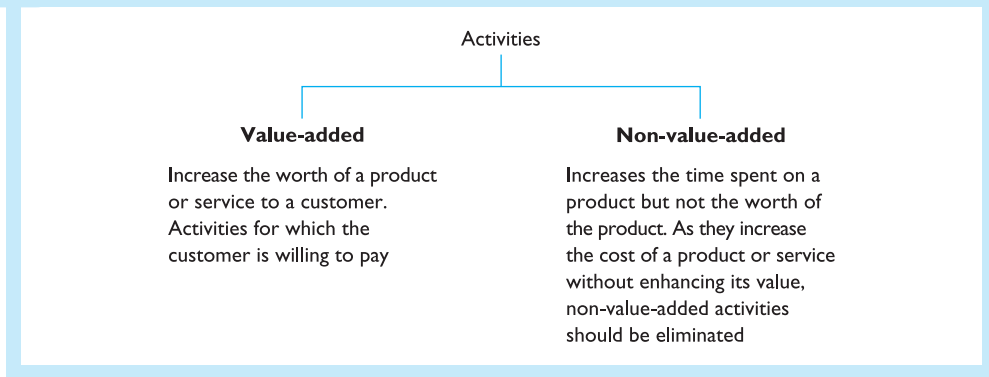 Activities
Value-added
Increase the worth of a product
or service to a customer.
Activities for which the
customer is willing to pay
Non-value-added
Increases the time spent on a
product but not the worth of
the product. As they increase
the cost of a product or service
without enhancing its value,
non-value-added activities
should be eliminated